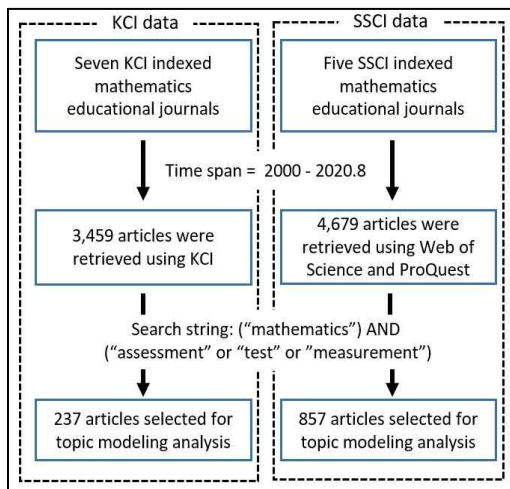 KCI data
Seven KCI indexed
mathematics
educational journals
SSCI data
Five SSCI indexed
mathematics
educational journals
Time span = 2000 - 2020.8
3,459 articles were
retrieved using KCI
4,679 articles were
retrieved using Web of
Science and ProQuest
Search string: (“mathematics”) AND
(“assessment” or “test” or ”measurement”)
237 articles selected for
topic modeling analysis
857 articles selected for
topic modeling analysis